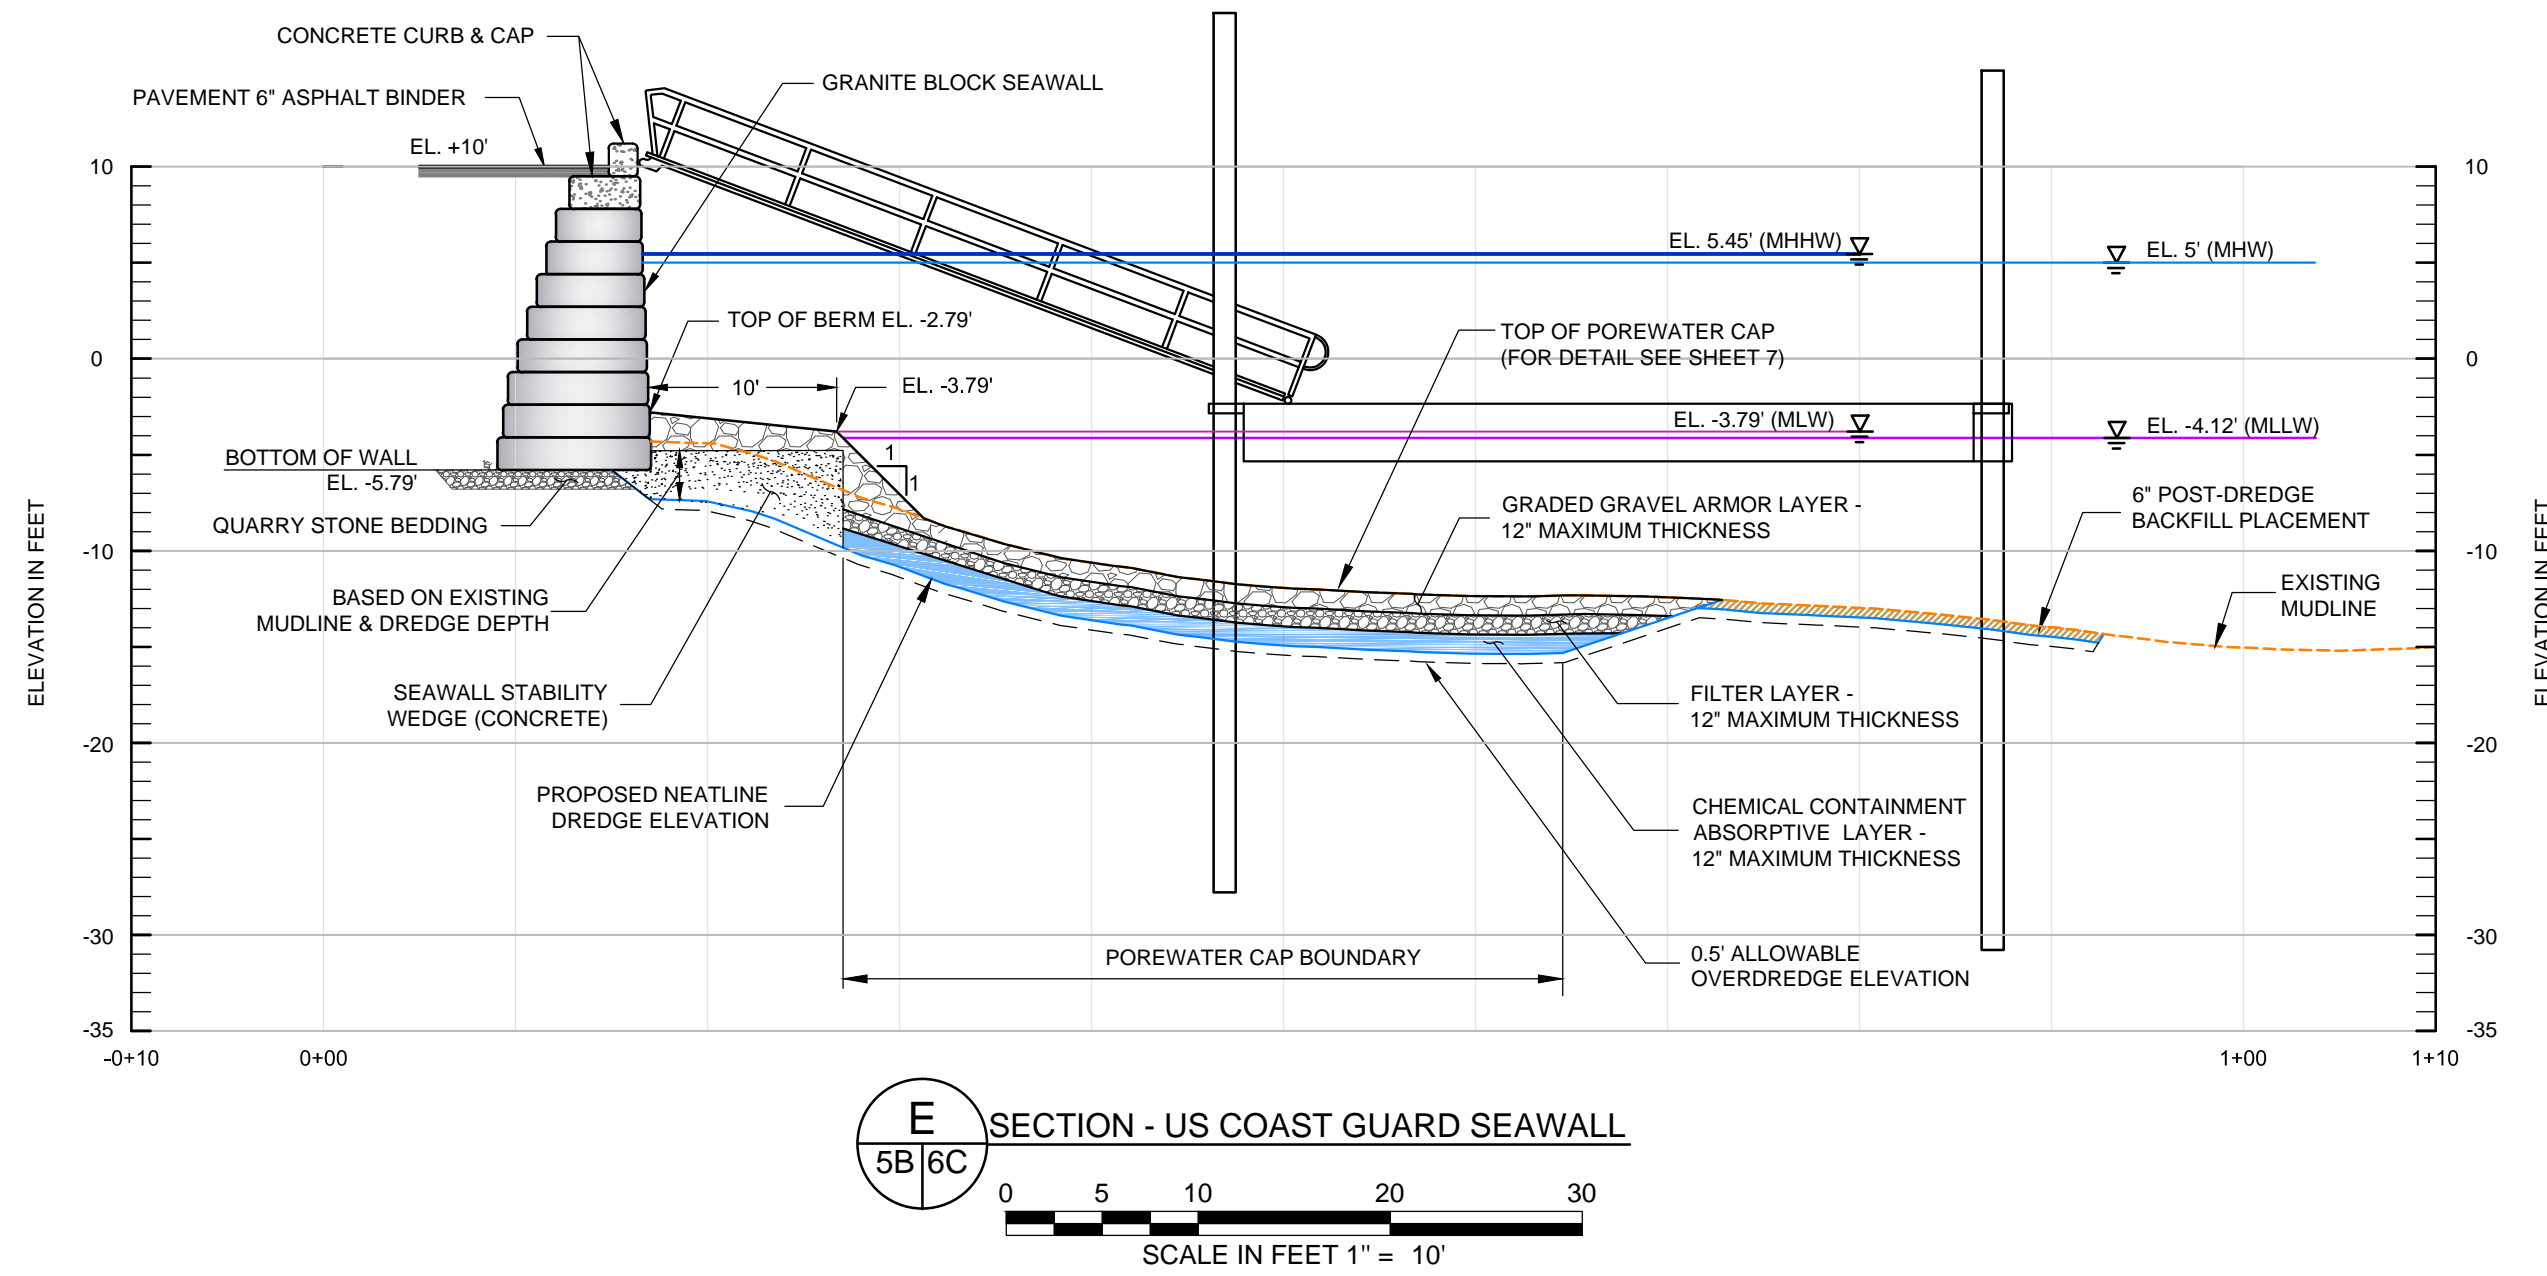 CONCRETE CURB & CAP
PAVEMENT 6" ASPHALT BINDER
GRANITE BLOCK SEAWALL
EL. +10'
10
10
EL. 5.45' (MHHW)
EL. 5' (MHW)
TOP OF BERM EL. -2.79'
TOP OF POREWATER CAP
(FOR DETAIL SEE SHEET 7)
0
0
10'
EL. -3.79'
EL. -3.79' (MLW)
EL. -4.12' (MLLW)
BOTTOM OF WALL
EL. -5.79'
1
1
QUARRY STONE BEDDING
GRADED GRAVEL ARMOR LAYER -
12" MAXIMUM THICKNESS
6" POST-DREDGE
BACKFILL PLACEMENT
-10
-10
EXISTING
MUDLINE
BASED ON EXISTING
MUDLINE & DREDGE DEPTH
ELEVATION IN FEET
ELEVATION IN FEET
SEAWALL STABILITY
WEDGE (CONCRETE)
FILTER LAYER -
12" MAXIMUM THICKNESS
-20
-20
PROPOSED NEATLINE
DREDGE ELEVATION
CHEMICAL CONTAINMENT
ABSORPTIVE LAYER -
12" MAXIMUM THICKNESS
-30
-30
POREWATER CAP BOUNDARY
0.5' ALLOWABLE
OVERDREDGE ELEVATION
-35
-35
-0+10
0+00
1+00
1+10
E
5B
6C
SECTION - US COAST GUARD SEAWALL
0 5 10 20 30
SCALE IN FEET 1" = 10'